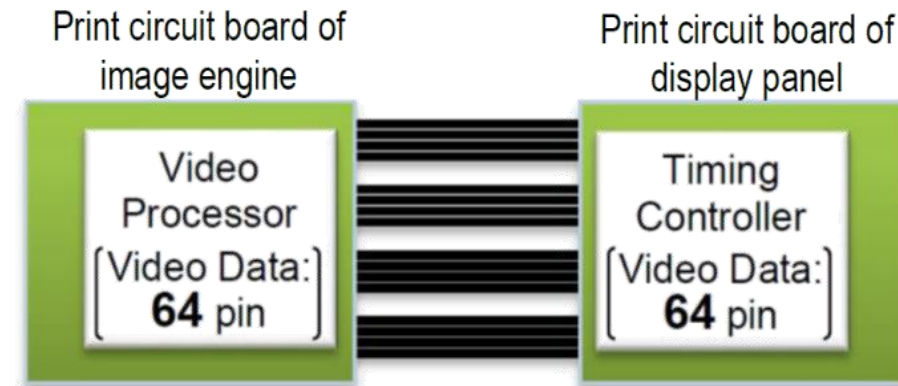 Print circuit board of
image engine
Print circuit board of
display panel
Video
Processor
Video Data:
64 pin
Timing
Controller
Video Data:
64 pin